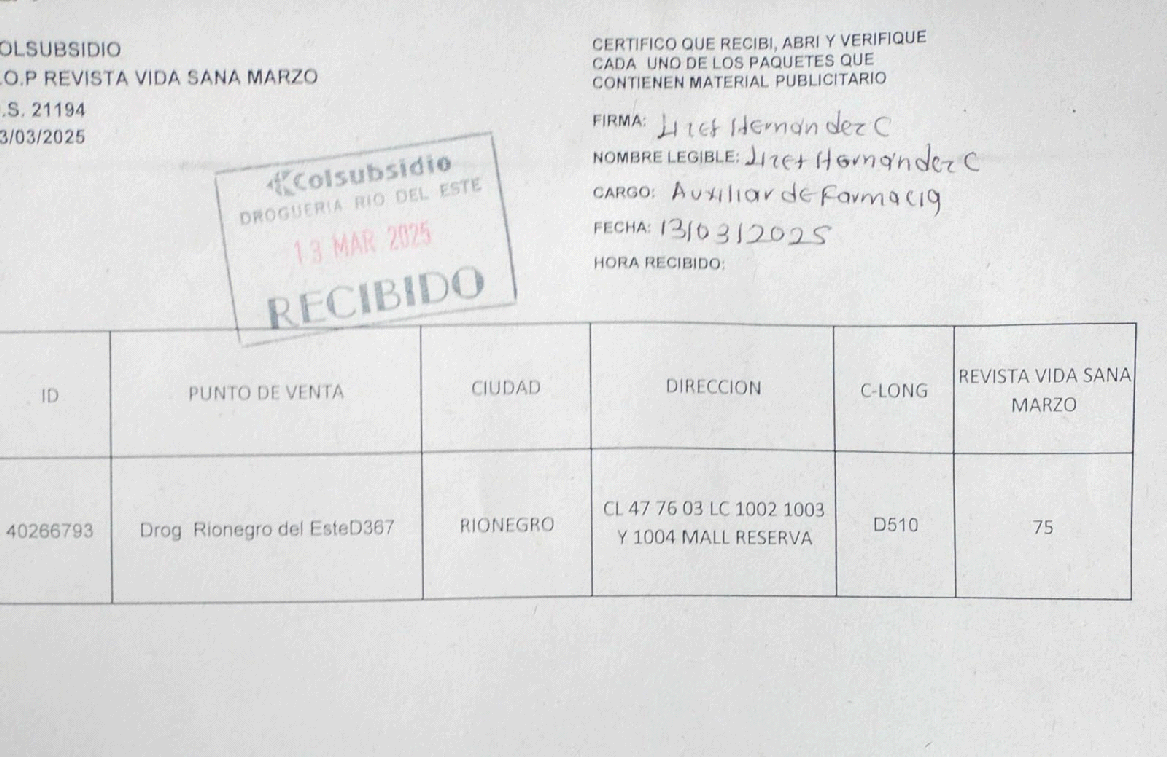 OLSUBSIDIO
.O.P REVISTA VIDA SANA MARZO
.S. 21194
3/03/2025
CERTIFICO QUE RECIBI, ABRI Y VERIFIQUE
CADA UNO DE LOS PAQUETES QUE
CONTIENEN MATERIAL PUBLICITARIO
FIRMA: Lizet Hernandez C
NOMBRE LEGIBLE: Lizet Hernandez C
CARGO: Auxiliar de Farmacia
FECHA: 13/03/2025
HORA RECIBIDO:
Colsubsidio
DROGUERIA RIO DEL ESTE
13 MAR 2025
RECIBIDO
ID PUNTO DE VENTA CIUDAD DIRECCION C-LONG REVISTA VIDA SANA MARZO
40266793 Drog Rionegro del EsteD367 RIONEGRO CL 47 76 03 LC 1002 1003 Y 1004 MALL RESERVA D510 75